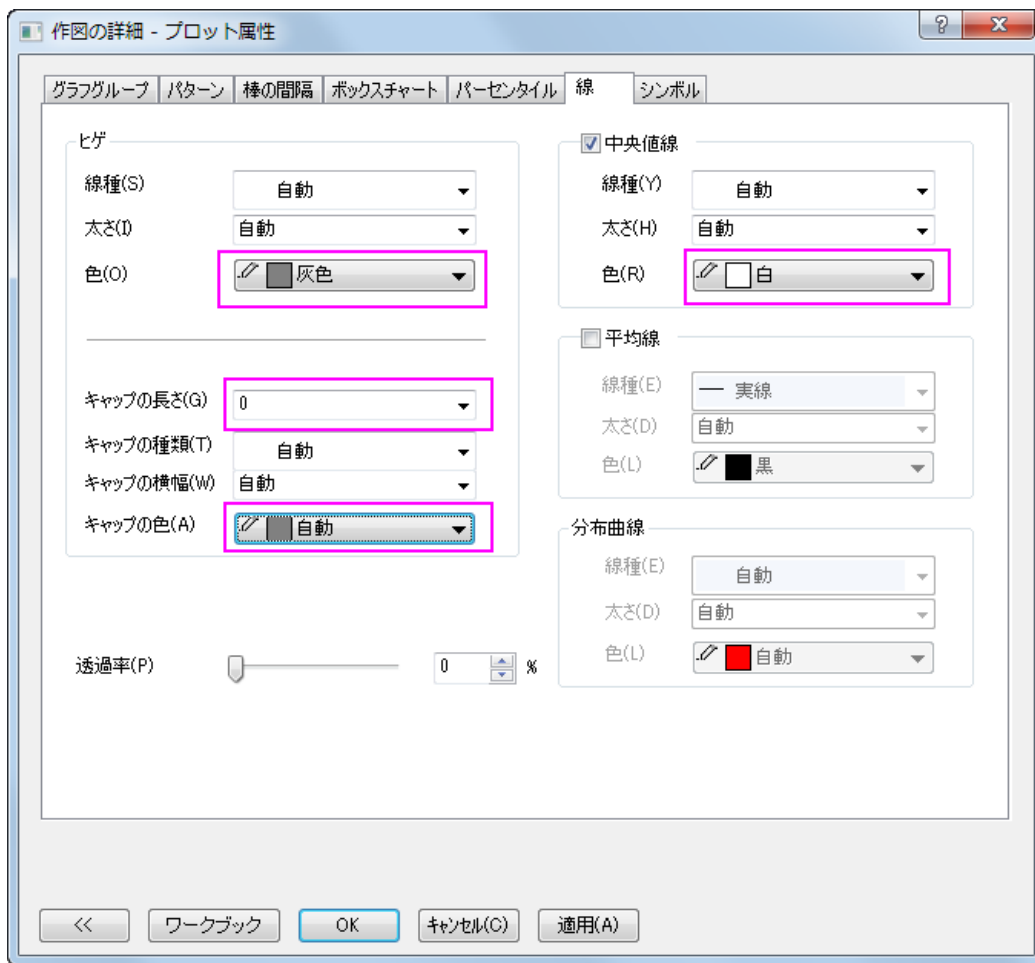 作図の詳細 - プロット属性
グラフグループ パターン 棒の間隔 ボックスチャート パーセンタイル 線 シンボル
ヒゲ
線種(S) 自動
太さ(I) 自動
色(O) 灰色
キャップの長さ(G) 0
キャップの種類(T) 自動
キャップの横幅(W) 自動
キャップの色(A) 自動
透過率(P) 0 %
中央値線
線種(Y) 自動
太さ(H) 自動
色(R) 白
平均線
線種(E) 実線
太さ(D) 自動
色(L) 黒
分布曲線
線種(E) 自動
太さ(D) 自動
色(L) 自動
<< ワークブック OK キャンセル(C) 適用(A)